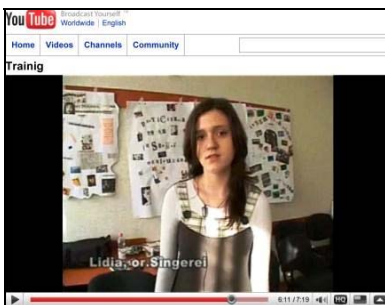 You Tube Broadcast Yourself ™
Worldwide | English
Home Videos Channels Community
Trainig
Lidia, or.Singerei
6:11 / 7:19 HQ